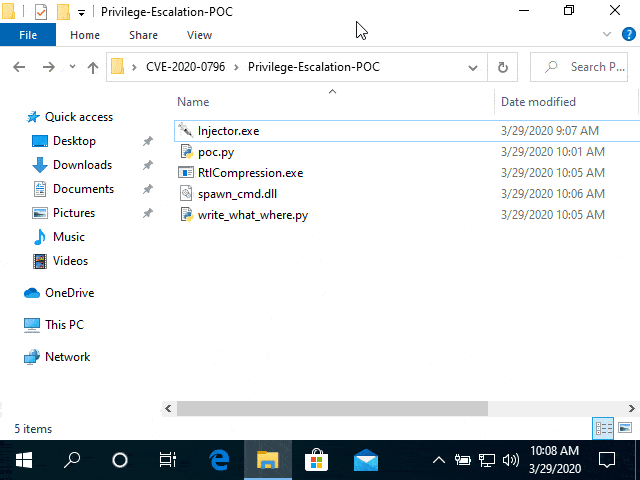 Privilege-Escalation-POC
File Home Share View
CVE-2020-0796 Privilege-Escalation-POC Search P...
Name Date modified
Quick access
Desktop
Downloads
Documents
Pictures
Music
Videos
OneDrive
This PC
Network
Injector.exe 3/29/2020 9:07 AM
poc.py 3/29/2020 10:01 AM
RtlCompression.exe 3/29/2020 10:05 AM
spawn_cmd.dll 3/29/2020 10:06 AM
write_what_where.py 3/29/2020 10:05 AM
5 items
10:08 AM
3/29/2020